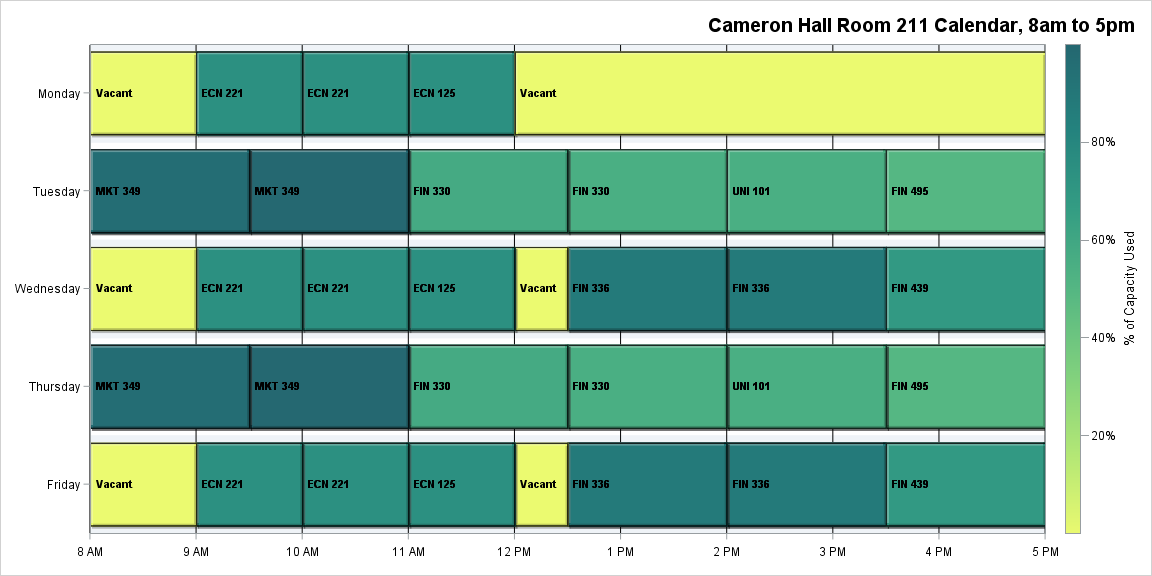 Cameron Hall Room 211 Calendar, 8am to 5pm
Monday
Vacant
ECN 221
ECN 221
ECN 125
Vacant
Tuesday
MKT 349
MKT 349
FIN 330
FIN 330
UNI 101
FIN 495
Wednesday
Vacant
ECN 221
ECN 221
ECN 125
Vacant
FIN 336
FIN 336
FIN 439
Thursday
MKT 349
MKT 349
FIN 330
FIN 330
UNI 101
FIN 495
Friday
Vacant
ECN 221
ECN 221
ECN 125
Vacant
FIN 336
FIN 336
FIN 439
8 AM
9 AM
10 AM
11 AM
12 PM
1 PM
2 PM
3 PM
4 PM
5 PM
80%
60%
40%
20%
% of Capacity Used